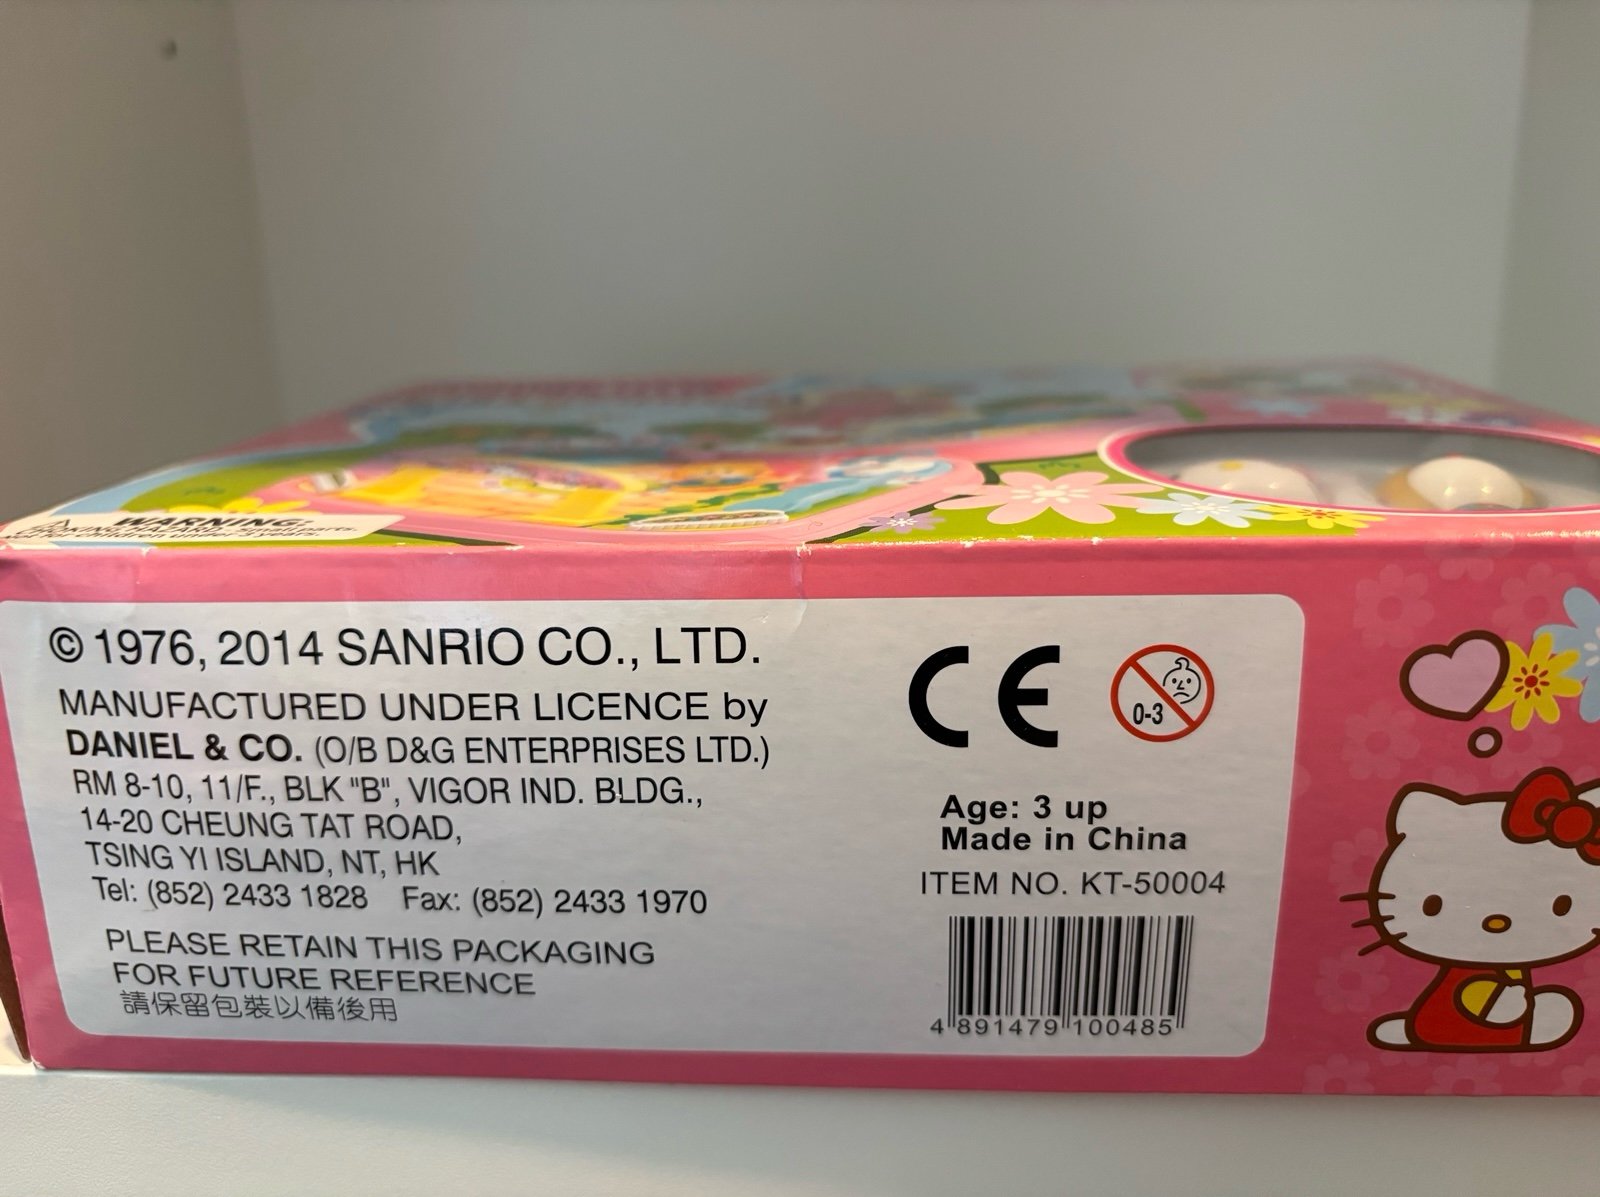 WARNING:
© 1976, 2014 SANRIO CO., LTD.
MANUFACTURED UNDER LICENCE by
DANIEL & CO. (O/B D&G ENTERPRISES LTD.)
RM 8-10, 11/F., BLK "B", VIGOR IND. BLDG.,
14-20 CHEUNG TAT ROAD,
TSING YI ISLAND, NT, HK
Tel: (852) 2433 1828 Fax: (852) 2433 1970
PLEASE RETAIN THIS PACKAGING
FOR FUTURE REFERENCE
請保留包裝以備後用
CE
0-3
Age: 3 up
Made in China
ITEM NO. KT-50004
4 891479 100485